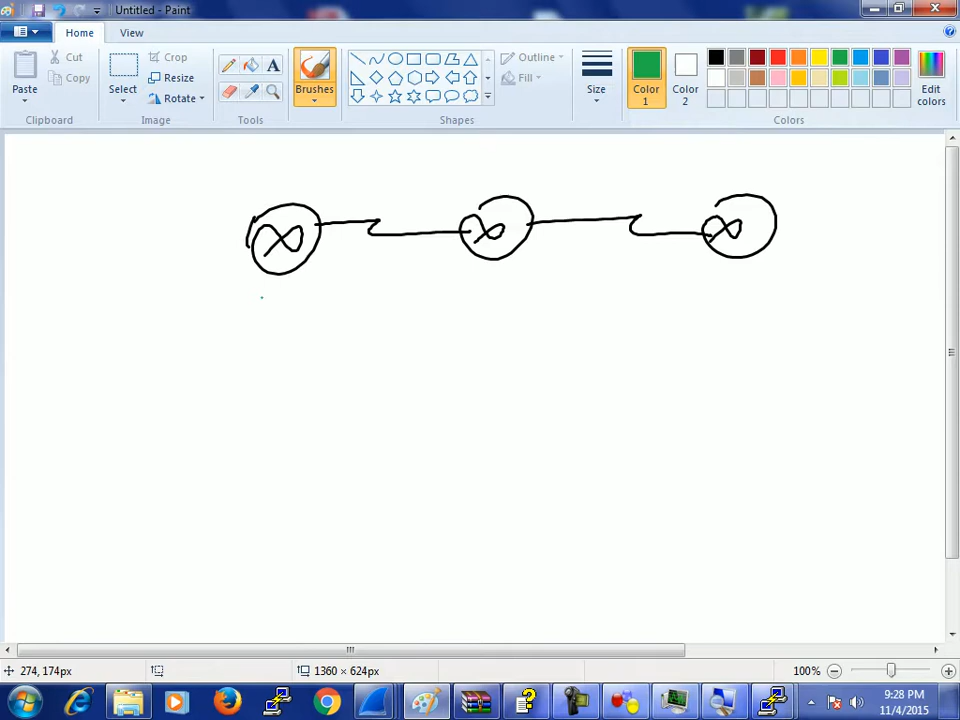 Untitled - Paint
Home View
Cut
Copy
Paste
Clipboard
Crop
Resize
Rotate
Select
Image
A
Tools
Brushes
Outline
Fill
Shapes
Size
Color 1
Color 2
Edit colors
Colors
274, 174px
1360 × 624px
100%
9:28 PM
11/4/2015